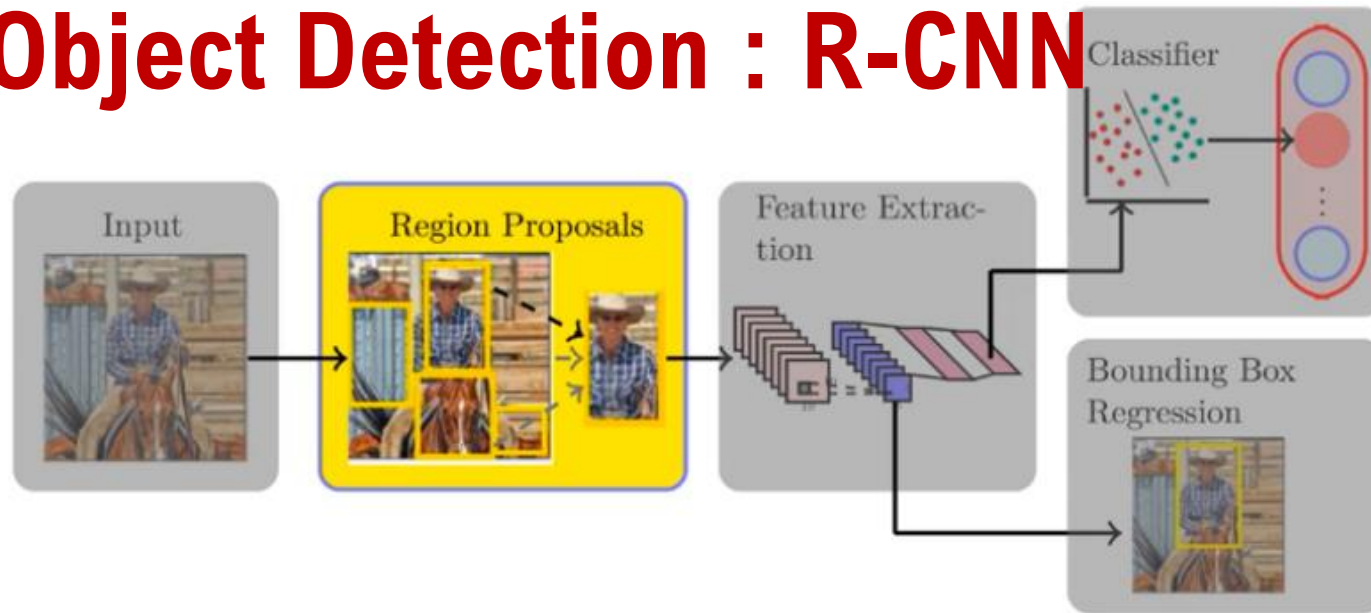 Object Detection : R-CNN
Input
Region Proposals
Feature Extrac-
tion
Classifier
Bounding Box
Regression